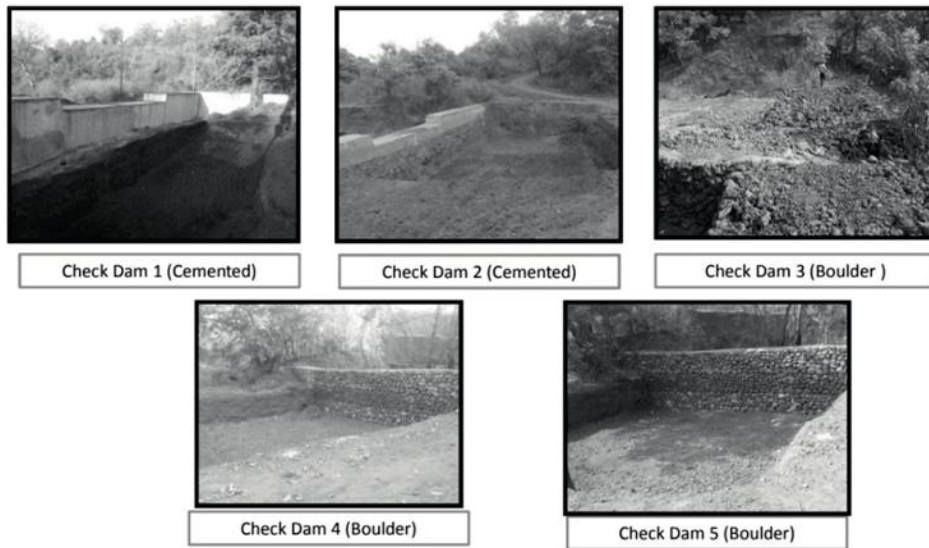 Check Dam 1 (Cemented)
Check Dam 2 (Cemented)
Check Dam 3 (Boulder )
Check Dam 4 (Boulder)
Check Dam 5 (Boulder)